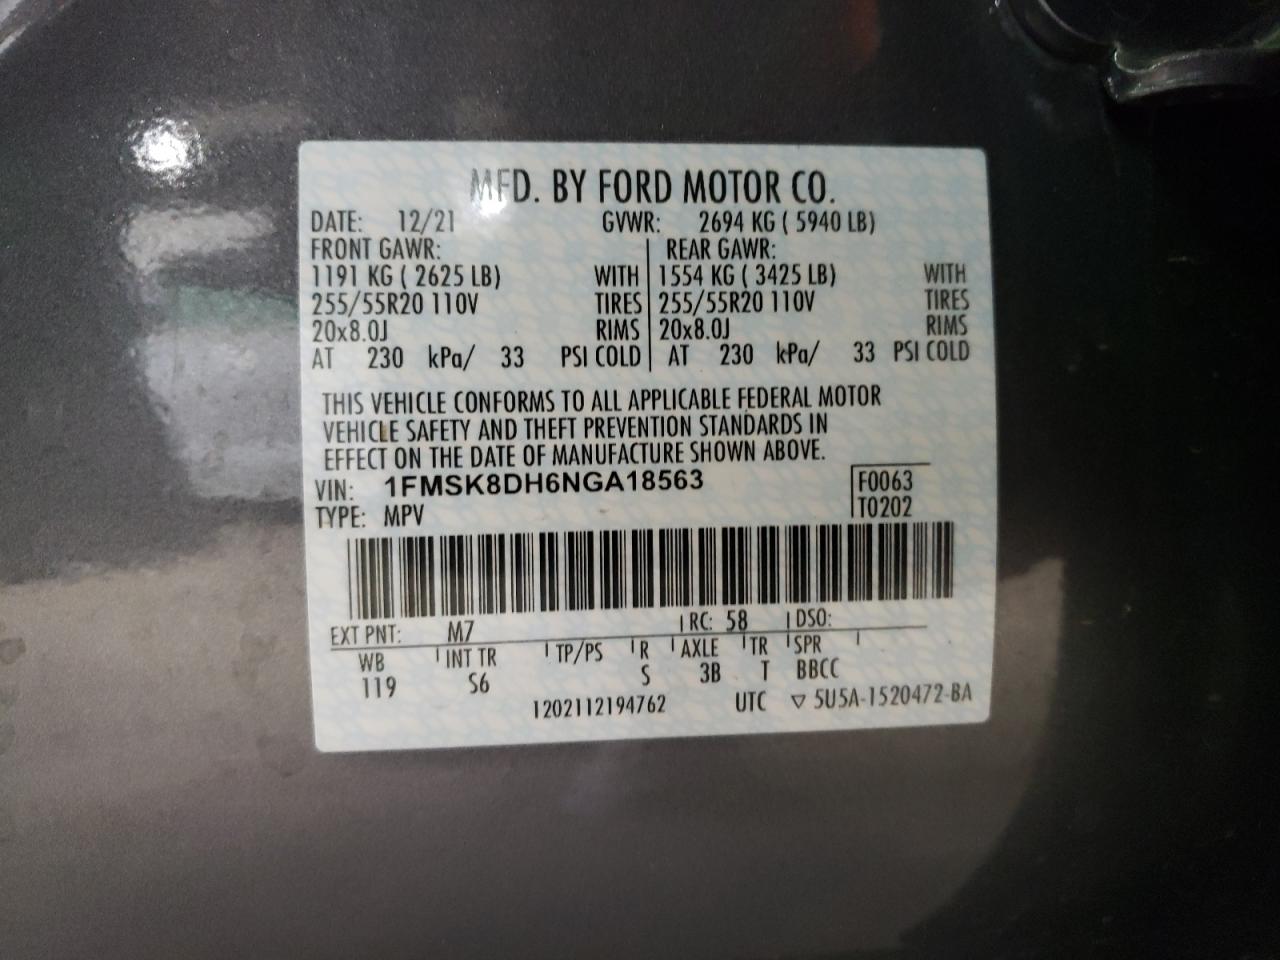 MFD. BY FORD MOTOR CO.
DATE: 12/21 GVWR: 2694 KG ( 5940 LB)
FRONT GAWR: REAR GAWR:
1191 KG ( 2625 LB) WITH 1554 KG ( 3425 LB) WITH
255/55R20 110V TIRES 255/55R20 110V TIRES
20x8.0J RIMS 20x8.0J RIMS
AT 230 kPa/ 33 PSI COLD AT 230 kPa/ 33 PSI COLD
THIS VEHICLE CONFORMS TO ALL APPLICABLE FEDERAL MOTOR
VEHICLE SAFETY AND THEFT PREVENTION STANDARDS IN
EFFECT ON THE DATE OF MANUFACTURE SHOWN ABOVE.
VIN: 1FMSK8DH6NGA18563 F0063
TYPE: MPV T0202
EXT PNT: M7 RC: 58 DSO:
WB INT TR TP/PS R AXLE TR SPR
119 S6 S 3B T BBCC
1202112194762 UTC ▽ 5U5A-1520472-BA